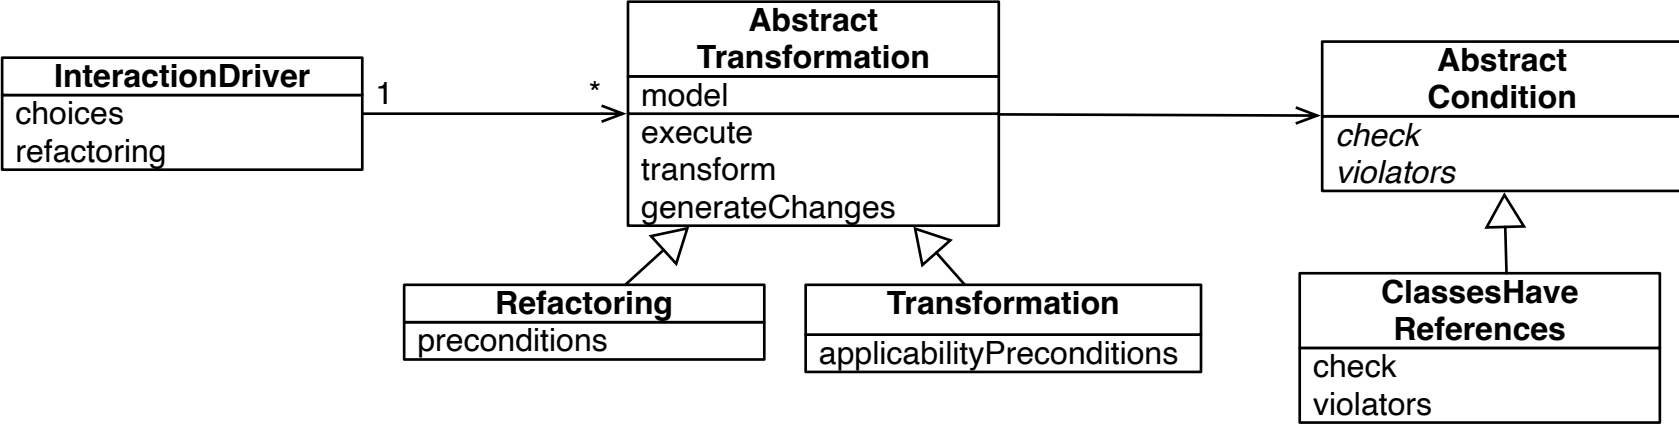 InteractionDriver
choices
refactoring
1
*
Abstract
Transformation
model
execute
transform
generateChanges
Abstract
Condition
check
violators
Refactoring
preconditions
Transformation
applicabilityPreconditions
ClassesHave
References
check
violators